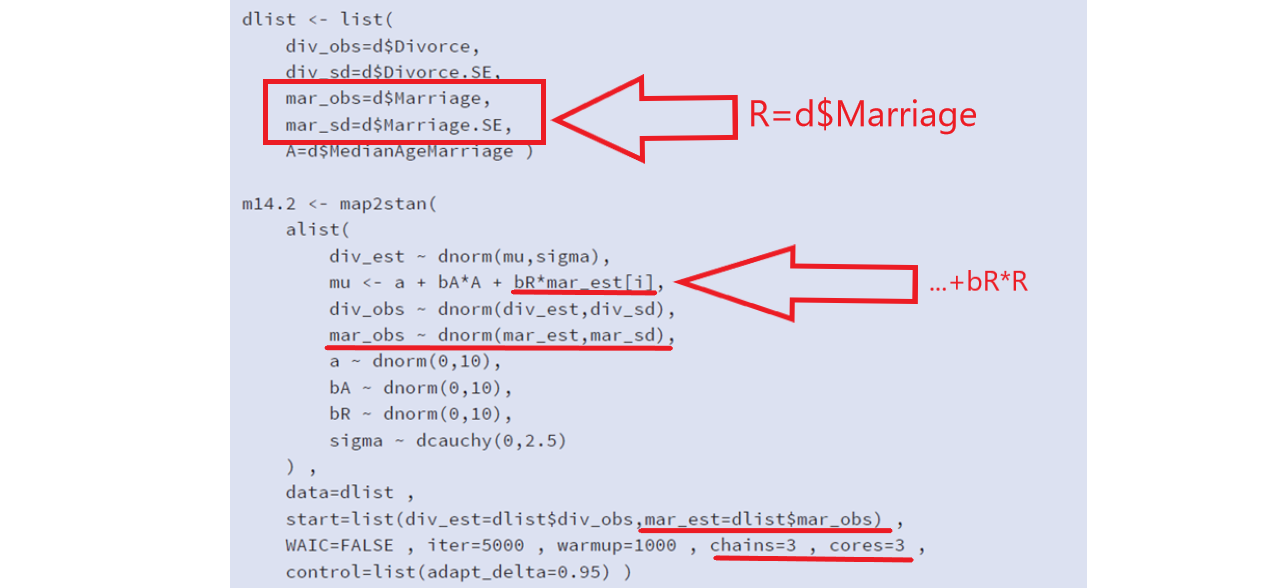 dlist <- list(
div_obs=d$Divorce,
div_sd=d$Divorce.SE,
mar_obs=d$Marriage,
R=d$Marriage
mar_sd=d$Marriage.SE,
A=d$MedianAgeMarriage )
m14.2 <- map2stan(
alist(
div_est ~ dnorm(mu,sigma),
mu <- a + bA*A + bR*mar_est[i],
...+bR*R
div_obs ~ dnorm(div_est,div_sd),
mar_obs ~ dnorm(mar_est,mar_sd),
a ~ dnorm(0,10),
bA ~ dnorm(0,10),
bR ~ dnorm(0,10),
sigma ~ dcauchy(0,2.5)
) ,
data=dlist ,
start=list(div_est=dlist$div_obs,mar_est=dlist$mar_obs) ,
WAIC=FALSE , iter=5000 , warmup=1000 , chains=3 , cores=3 ,
control=list(adapt_delta=0.95) )